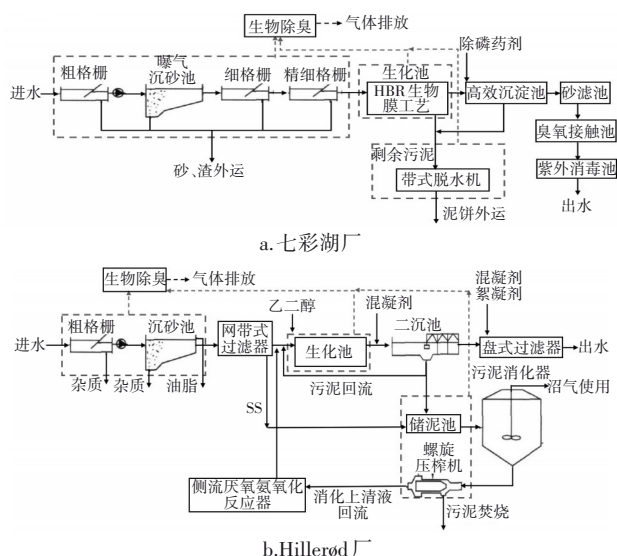 生物除臭
气体排放
粗格栅
曝气
沉砂池
细格栅
精细格栅
生化池
HBR生物
膜工艺
除磷药剂
进水
高效沉淀池
砂滤池
臭氧接触池
紫外消毒池
出水
剩余污泥
带式脱水机
泥饼外运
砂、渣外运
a.七彩湖厂
生物除臭
气体排放
粗格栅
沉砂池
网带式
过滤器
乙二醇
混凝剂
生化池
二沉池
混凝剂
絮凝剂
盘式过滤器
进水
出水
杂质
杂质
油脂
污泥回流
SS
污泥消化器
沼气使用
储泥池
螺旋
压榨机
侧流厌氧氨氧化
反应器
消化上清液
回流
污泥焚烧
b.Hillerød厂